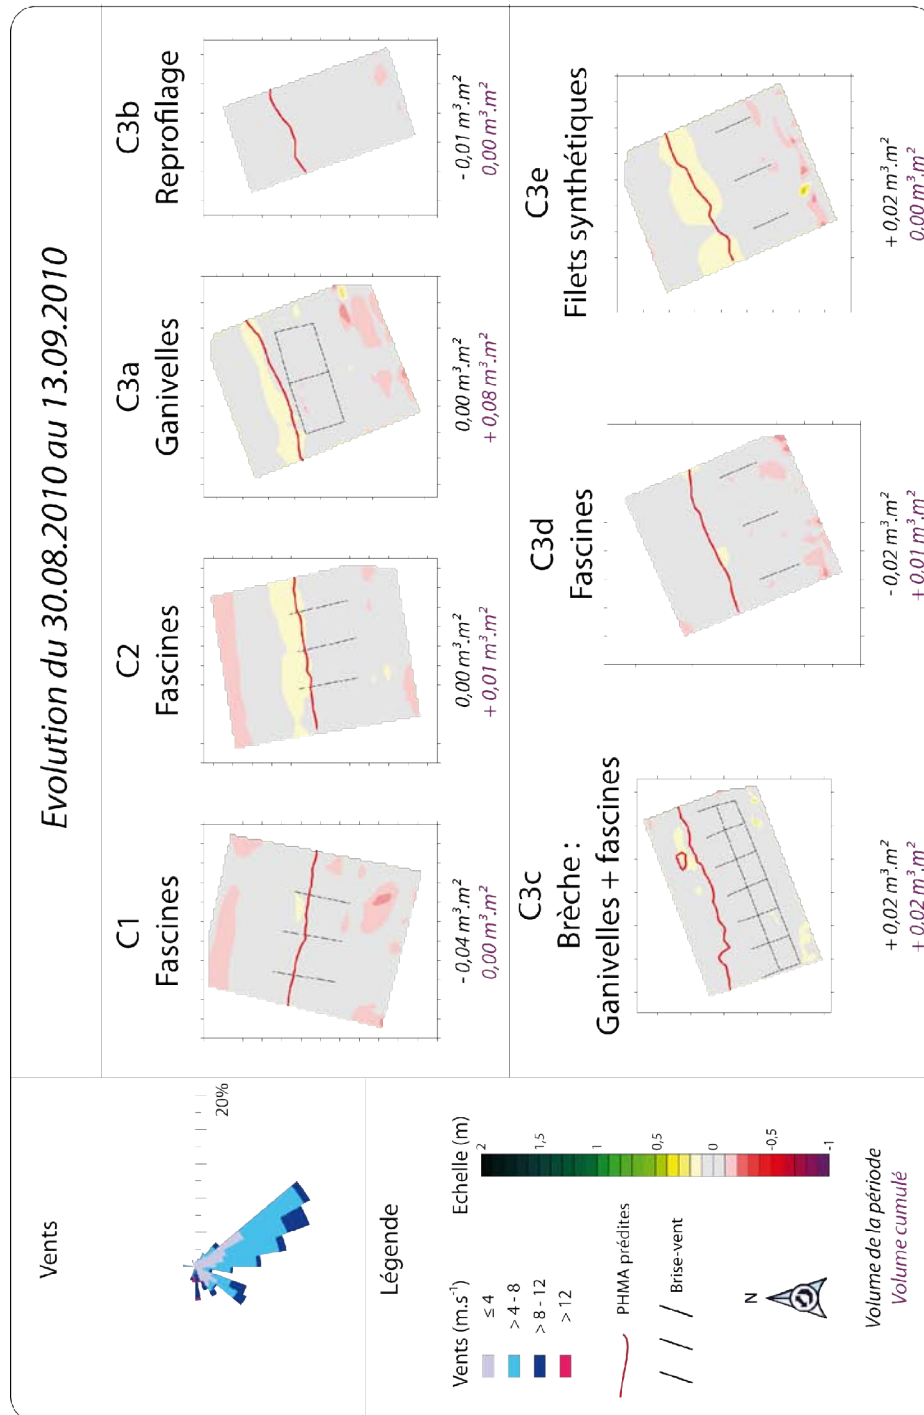 Evolution du 30.08.2010 au 13.09.2010
Vents
20%
Légende
Vents (m.s⁻¹)
≤ 4
> 4 - 8
> 8 - 12
> 12
PHMA prédites
Brise-vent
N
Echelle (m)
2
1,5
1
0,5
0
-0,5
-1
Volume de la période
Volume cumulé
C1
Fascines
- 0,04 m³.m²
0,00 m³.m²
C2
Fascines
0,00 m³.m²
+ 0,01 m³.m²
C3a
Ganivelles
0,00 m³.m²
+ 0,08 m³.m²
C3b
Reprofilage
- 0,01 m³.m²
0,00 m³.m²
C3c
Brèche :
Ganivelles + fascines
+ 0,02 m³.m²
+ 0,02 m³.m²
C3d
Fascines
- 0,02 m³.m²
+ 0,01 m³.m²
C3e
Filets synthétiques
+ 0,02 m³.m²
0,00 m³.m²